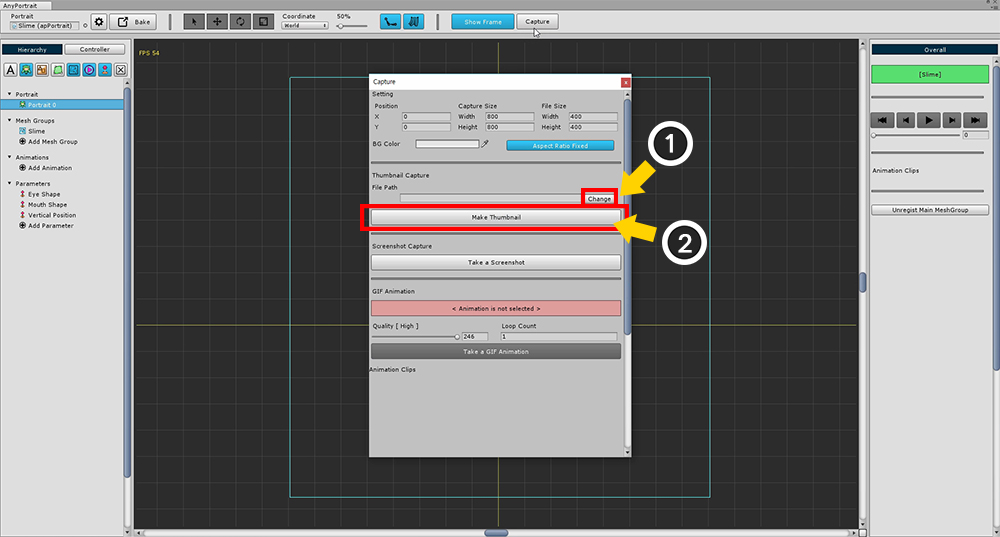 AnyPortrait
Portrait
Slime (apPortrait)
Bake
Coordinate
World
50%
Show Frame
Capture
Hierarchy
Controller
A
Portrait
Portrait 0
Mesh Groups
Slime
Add Mesh Group
Animations
Add Animation
Parameters
Eye Shape
Mouth Shape
Vertical Position
Add Parameter
FPS 54
Capture
Setting
Position Capture Size File Size
X 0 Width 800 Width 400
Y 0 Height 800 Height 400
BG Color Aspect Ratio Fixed
Thumbnail Capture
File Path
Change
Make Thumbnail
1
2
Screenshot Capture
Take a Screenshot
GIF Animation
< Animation is not selected >
Quality [ High ] Loop Count
246 1
Take a GIF Animation
Animation Clips
Overall
[Slime]
0
Animation Clips
Unregist Main MeshGroup